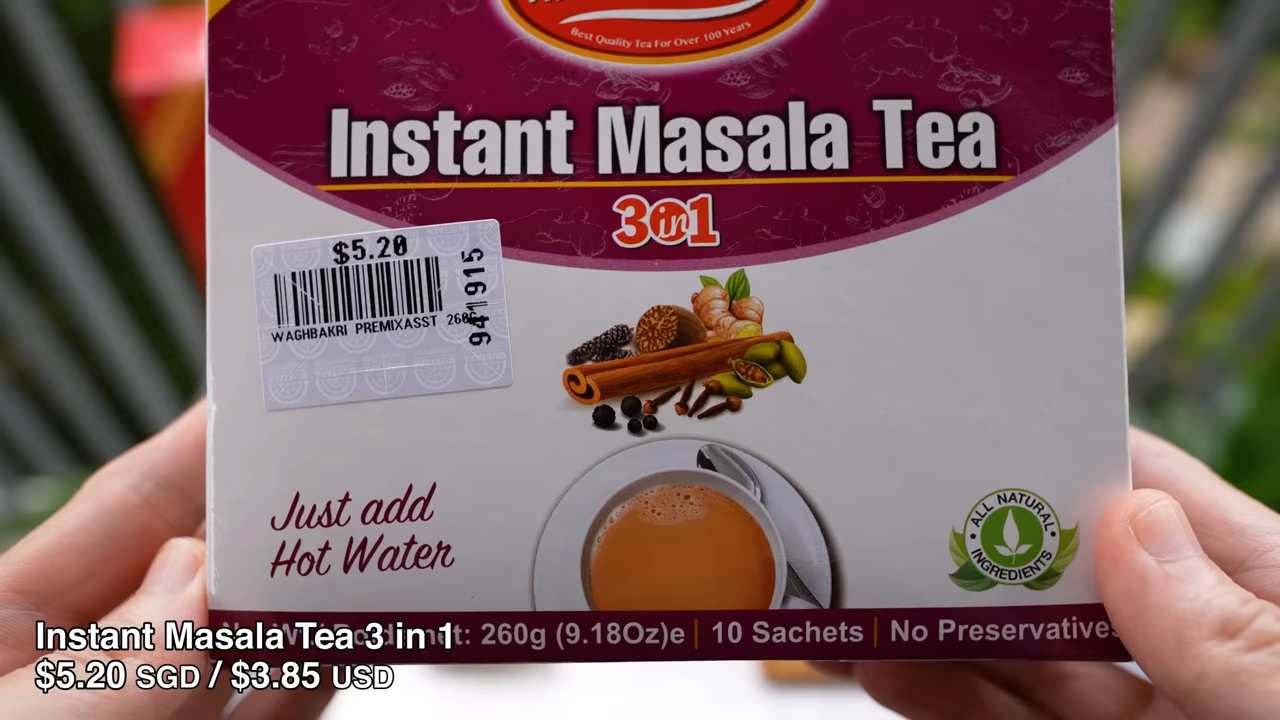 Best Quality Tea For Over 100 Years
Instant Masala Tea
3in1
$5.20
WAGHBAKRI PREMIXASST 260G
941915
Just add
Hot Water
ALL NATURAL
INGREDIENTS
260g (9.18Oz)e | 10 Sachets | No Preservatives
Instant Masala Tea 3 in 1
$5.20 SGD / $3.85 USD